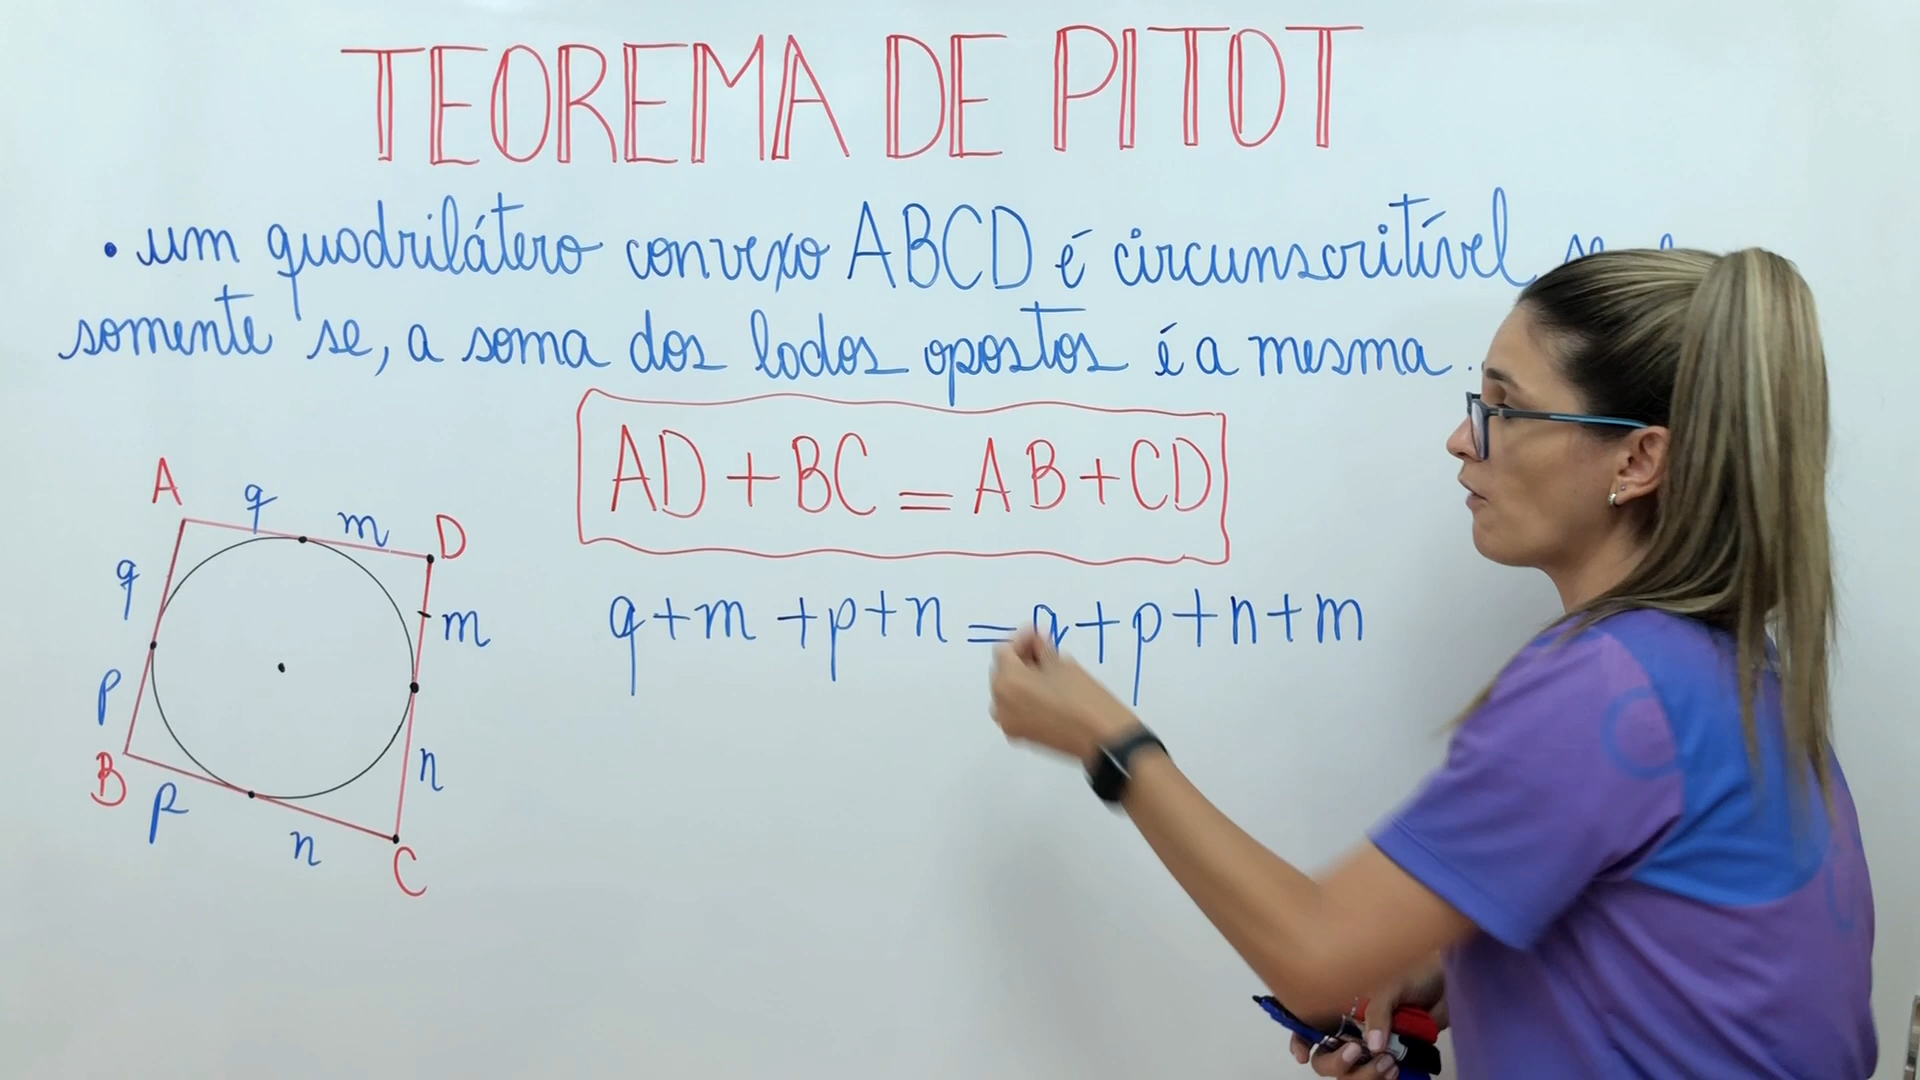 TEOREMA DE PITOT
• um quadrilátero convexo ABCD é circunscritível
somente se, a soma dos lados opostos é a mesma.
AD+BC=AB+CD
q+m+p+n=q+p+n+m
A
q
m
D
q
m
p
B
p
n
n
C